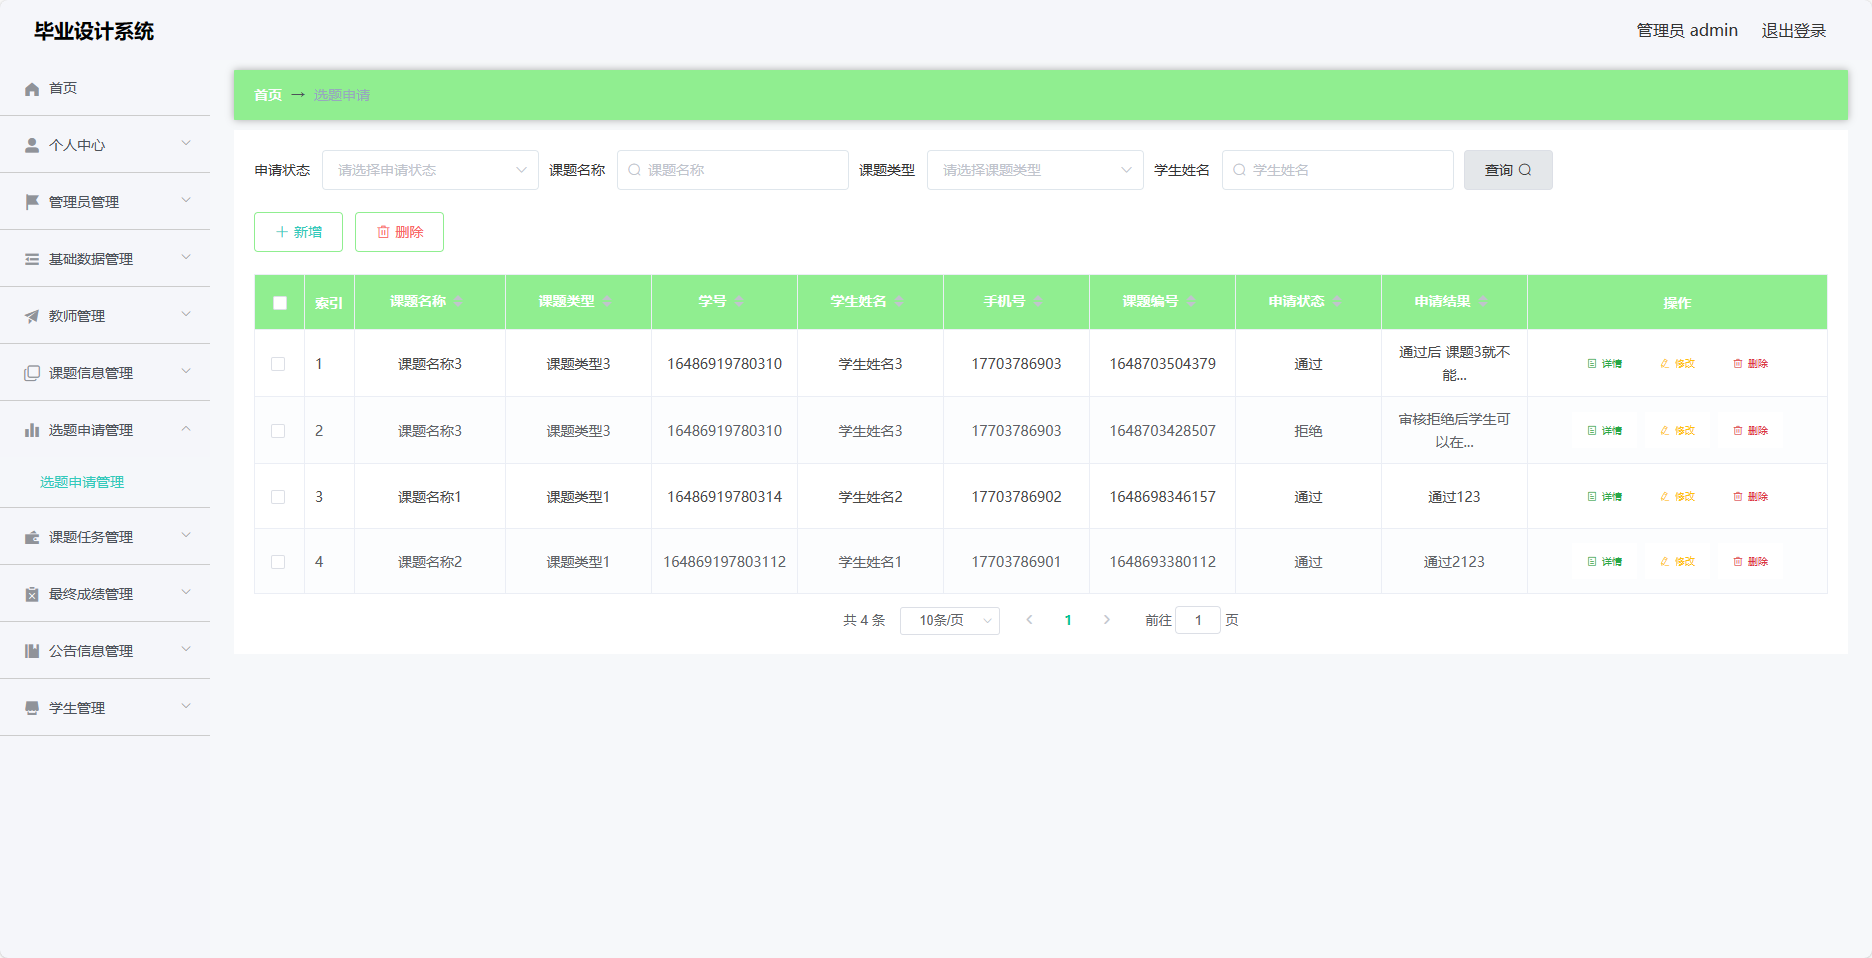 毕业设计系统
管理员 admin 退出登录
首页
个人中心
管理员管理
基础数据管理
教师管理
课题信息管理
选题申请管理
选题申请管理
课题任务管理
最终成绩管理
公告信息管理
学生管理
首页 → 选题申请
申请状态 请选择申请状态 课题名称 课题名称 课题类型 请选择课题类型 学生姓名 学生姓名 查询
新增 删除
索引 课题名称 课题类型 学号 学生姓名 手机号 课题编号 申请状态 申请结果 操作
1 课题名称3 课题类型3 16486919780310 学生姓名3 17703786903 1648703504379 通过 通过后 课题3就不能... 详情 修改 删除
2 课题名称3 课题类型3 16486919780310 学生姓名3 17703786903 1648703428507 拒绝 审核拒绝后学生可以在... 详情 修改 删除
3 课题名称1 课题类型1 16486919780314 学生姓名2 17703786902 1648698346157 通过 通过123 详情 修改 删除
4 课题名称2 课题类型1 164869197803112 学生姓名1 17703786901 1648693380112 通过 通过2123 详情 修改 删除
共 4 条 10条/页 1 前往 1 页